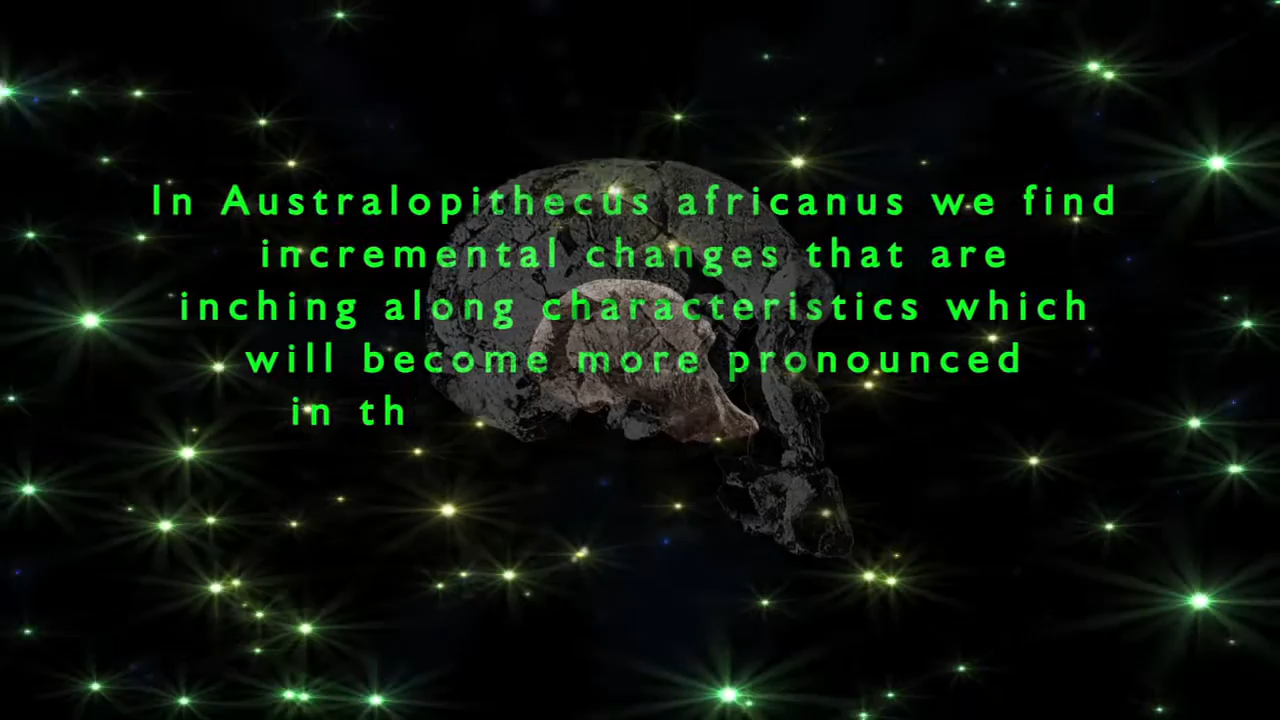 In Australopithecus africanus we find
incremental changes that are
inching along characteristics which
will become more pronounced
in th